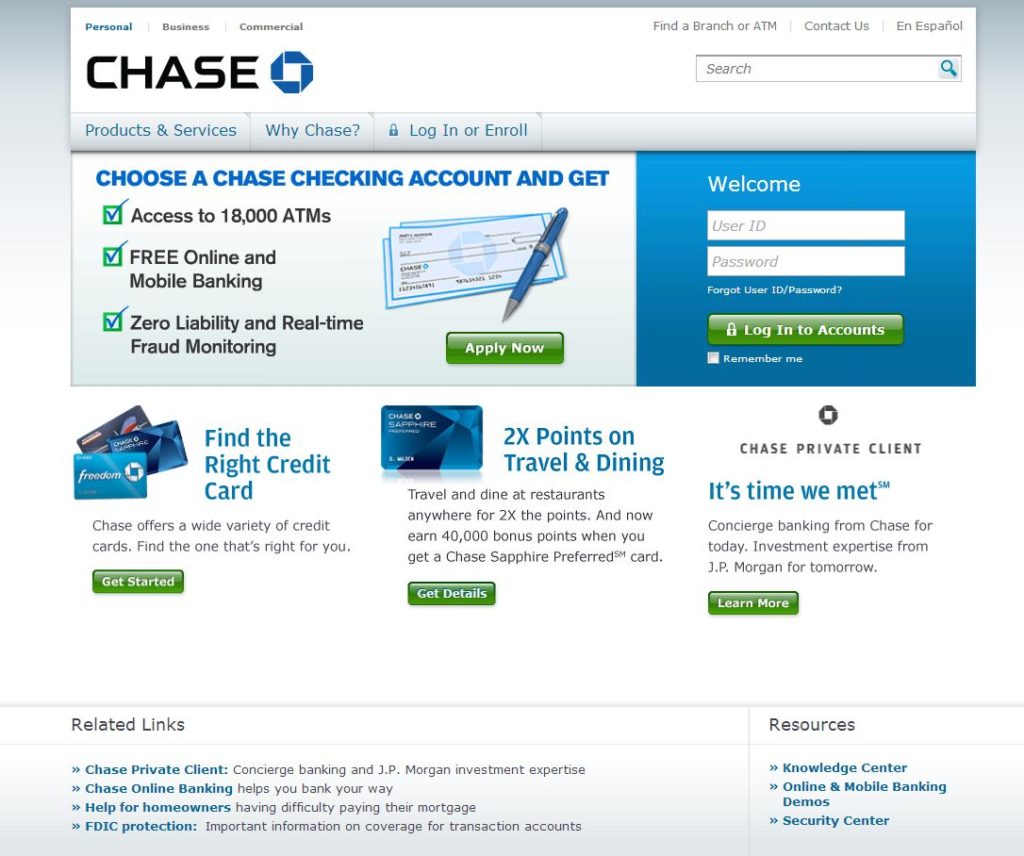 Personal
Business
Commercial
Find a Branch or ATM
Contact Us
En Español
CHASE
Search
Products & Services
Why Chase?
Log In or Enroll
CHOOSE A CHASE CHECKING ACCOUNT AND GET
Access to 18,000 ATMs
FREE Online and
Mobile Banking
Zero Liability and Real-time
Fraud Monitoring
CHASE
Apply Now
Welcome
User ID
Password
Forgot User ID/Password?
Log In to Accounts
Remember me
CHASE
SAPPHIRE
freedom
Find the
Right Credit
Card
Chase offers a wide variety of credit
cards. Find the one that's right for you.
Get Started
CHASE
SAPPHIRE
PREFERRED
D. WALDEN
2X Points on
Travel & Dining
Travel and dine at restaurants
anywhere for 2X the points. And now
earn 40,000 bonus points when you
get a Chase Sapphire Preferred℠ card.
Get Details
CHASE PRIVATE CLIENT
It's time we met℠
Concierge banking from Chase for
today. Investment expertise from
J.P. Morgan for tomorrow.
Learn More
Related Links
» Chase Private Client: Concierge banking and J.P. Morgan investment expertise
» Chase Online Banking helps you bank your way
» Help for homeowners having difficulty paying their mortgage
» FDIC protection: Important information on coverage for transaction accounts
Resources
» Knowledge Center
» Online & Mobile Banking
Demos
» Security Center